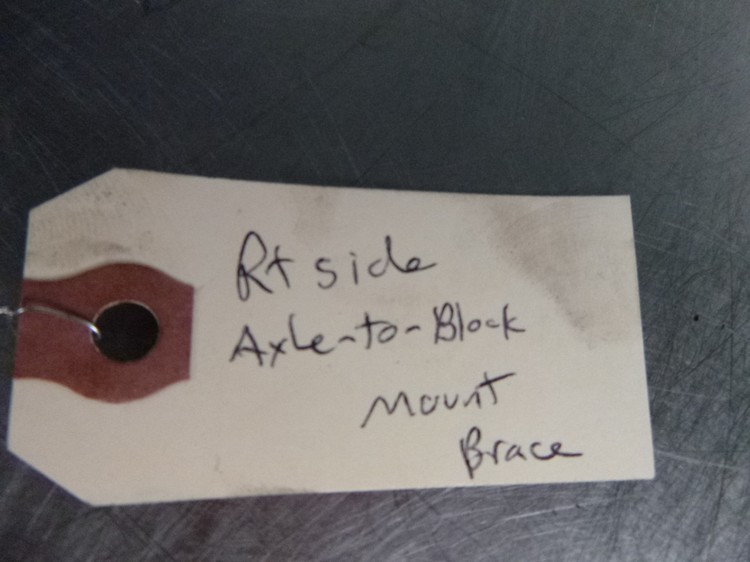 Rt side
Axle-to-Block
Mount
Brace